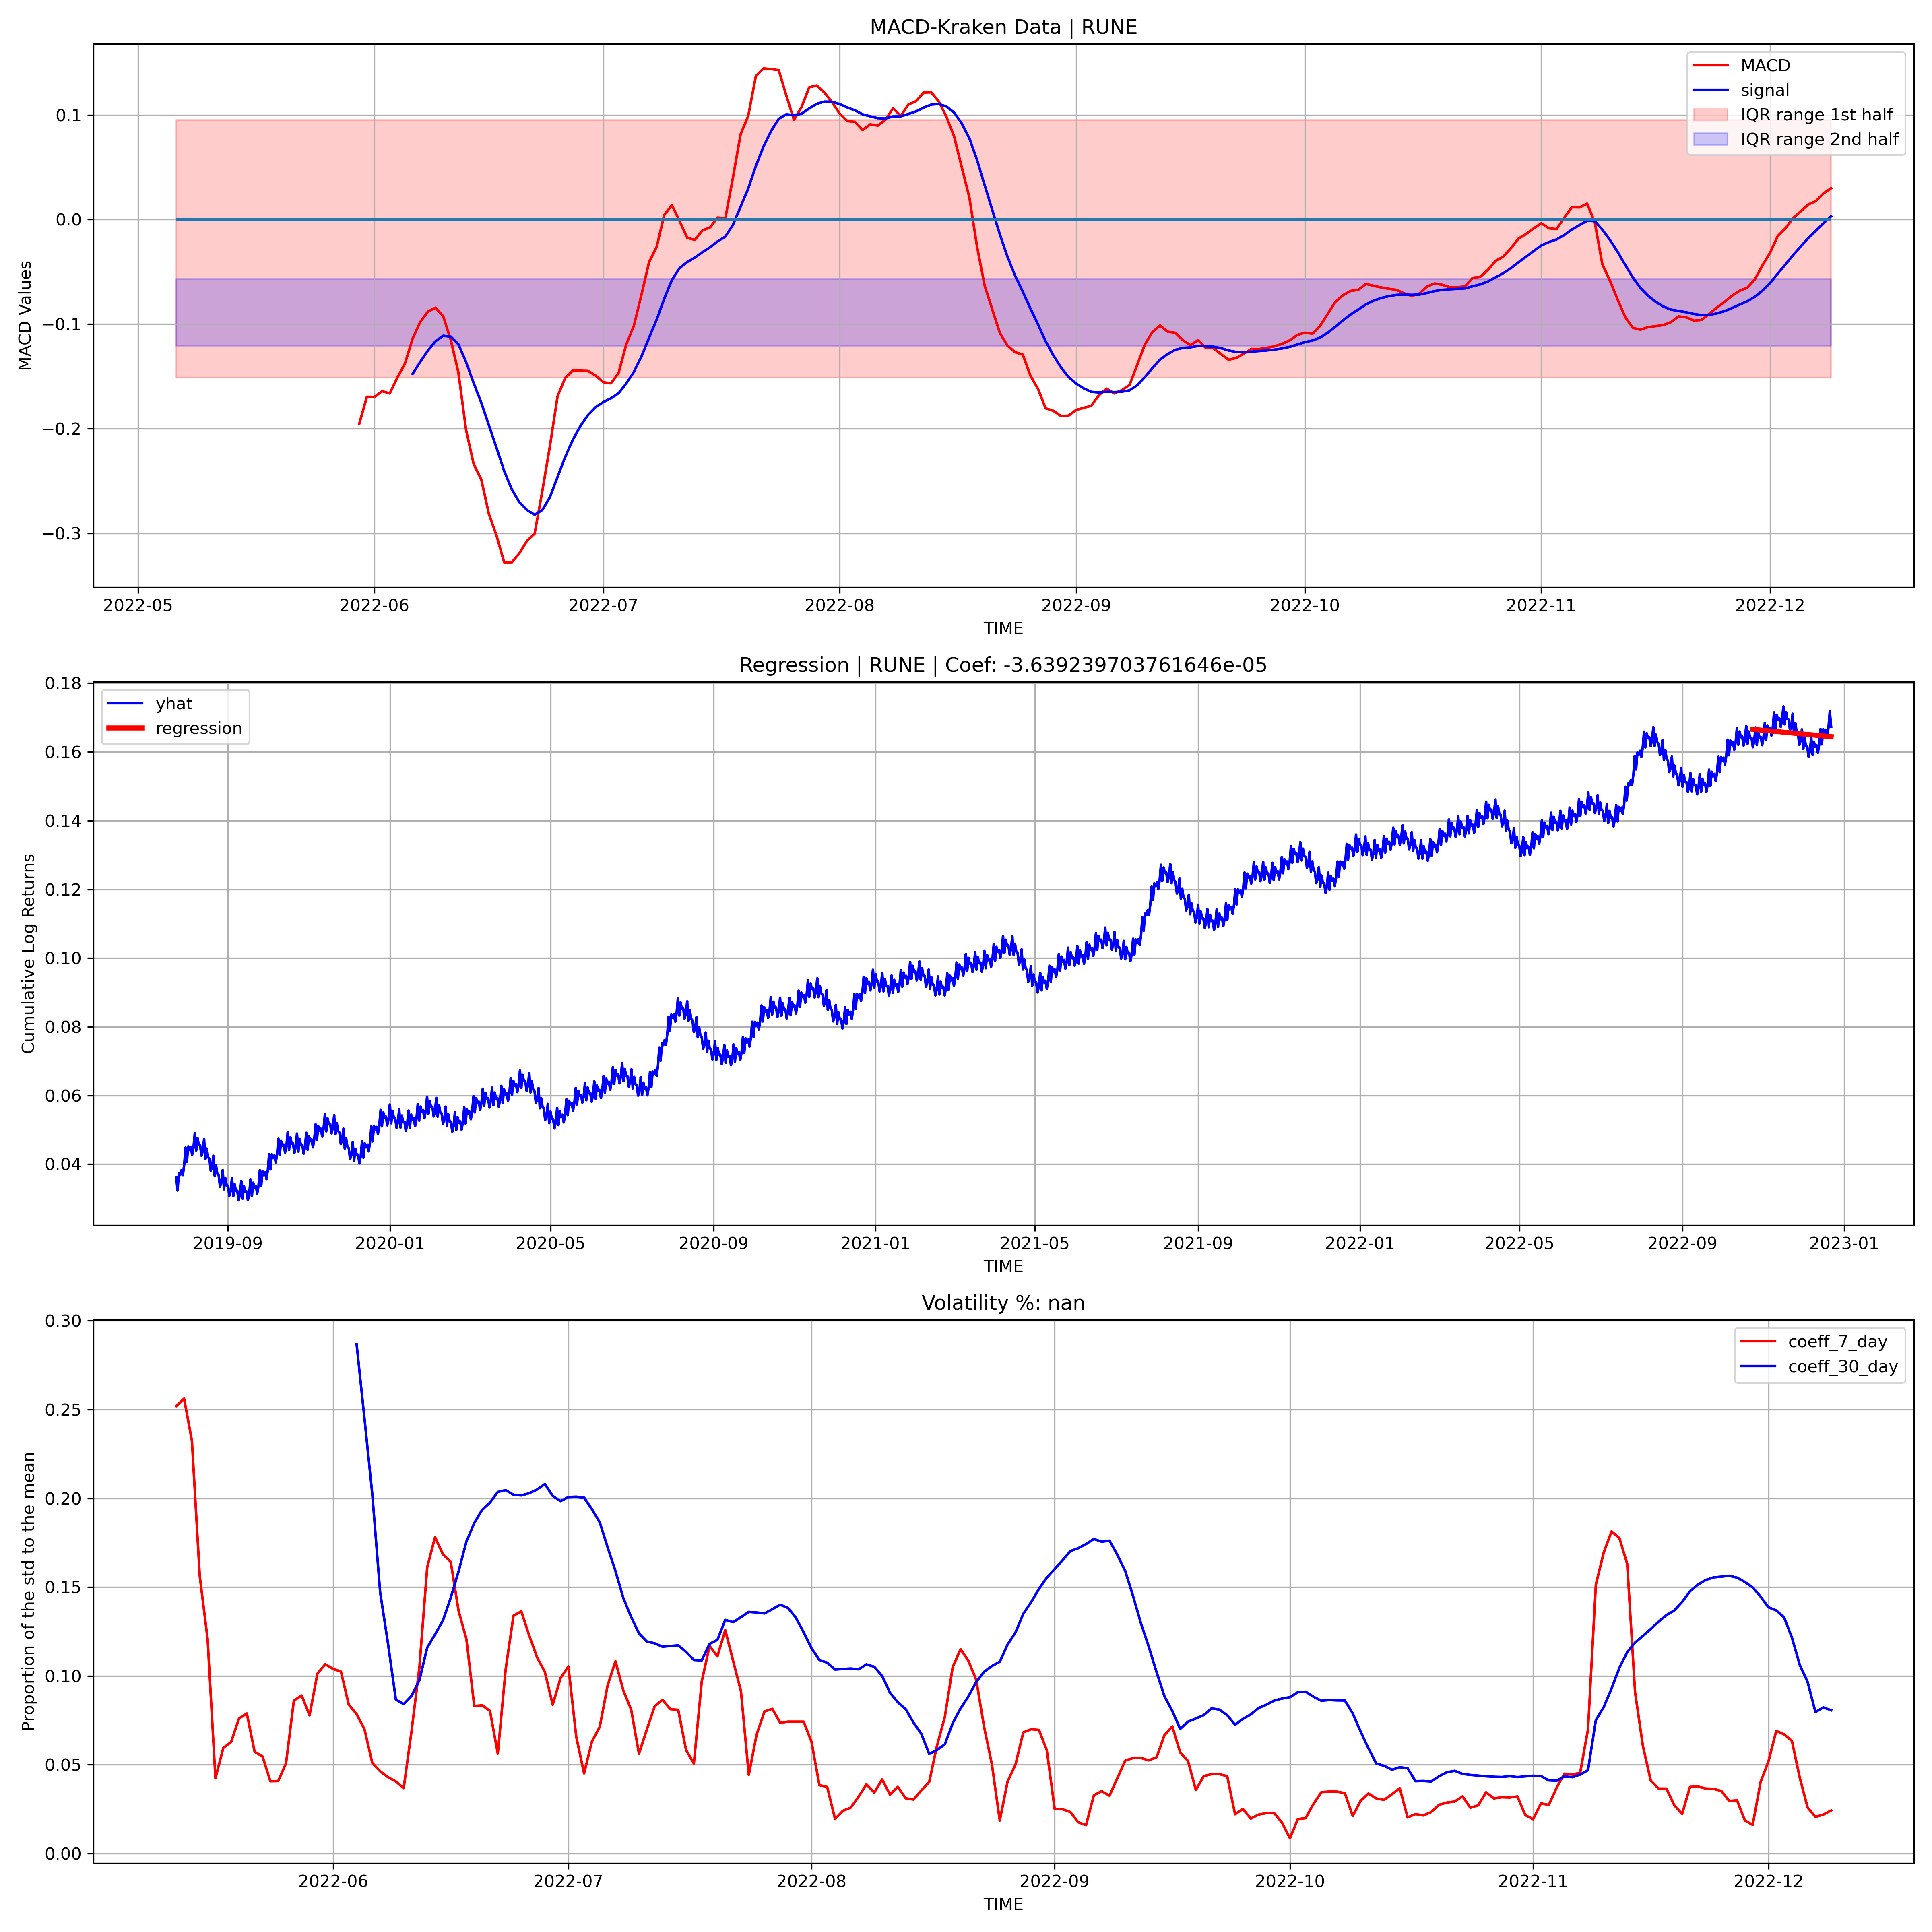 MACD-Kraken Data | RUNE
MACD
signal
IQR range 1st half
IQR range 2nd half
MACD Values
0.1
0.0
−0.1
−0.2
−0.3
2022-05 2022-06 2022-07 2022-08 2022-09 2022-10 2022-11 2022-12
TIME
Regression | RUNE | Coef: -3.639239703761646e-05
yhat
regression
Cumulative Log Returns
0.18
0.16
0.14
0.12
0.10
0.08
0.06
0.04
2019-09 2020-01 2020-05 2020-09 2021-01 2021-05 2021-09 2022-01 2022-05 2022-09 2023-01
TIME
Volatility %: nan
coeff_7_day
coeff_30_day
Proportion of the std to the mean
0.30
0.25
0.20
0.15
0.10
0.05
0.00
2022-06 2022-07 2022-08 2022-09 2022-10 2022-11 2022-12
TIME